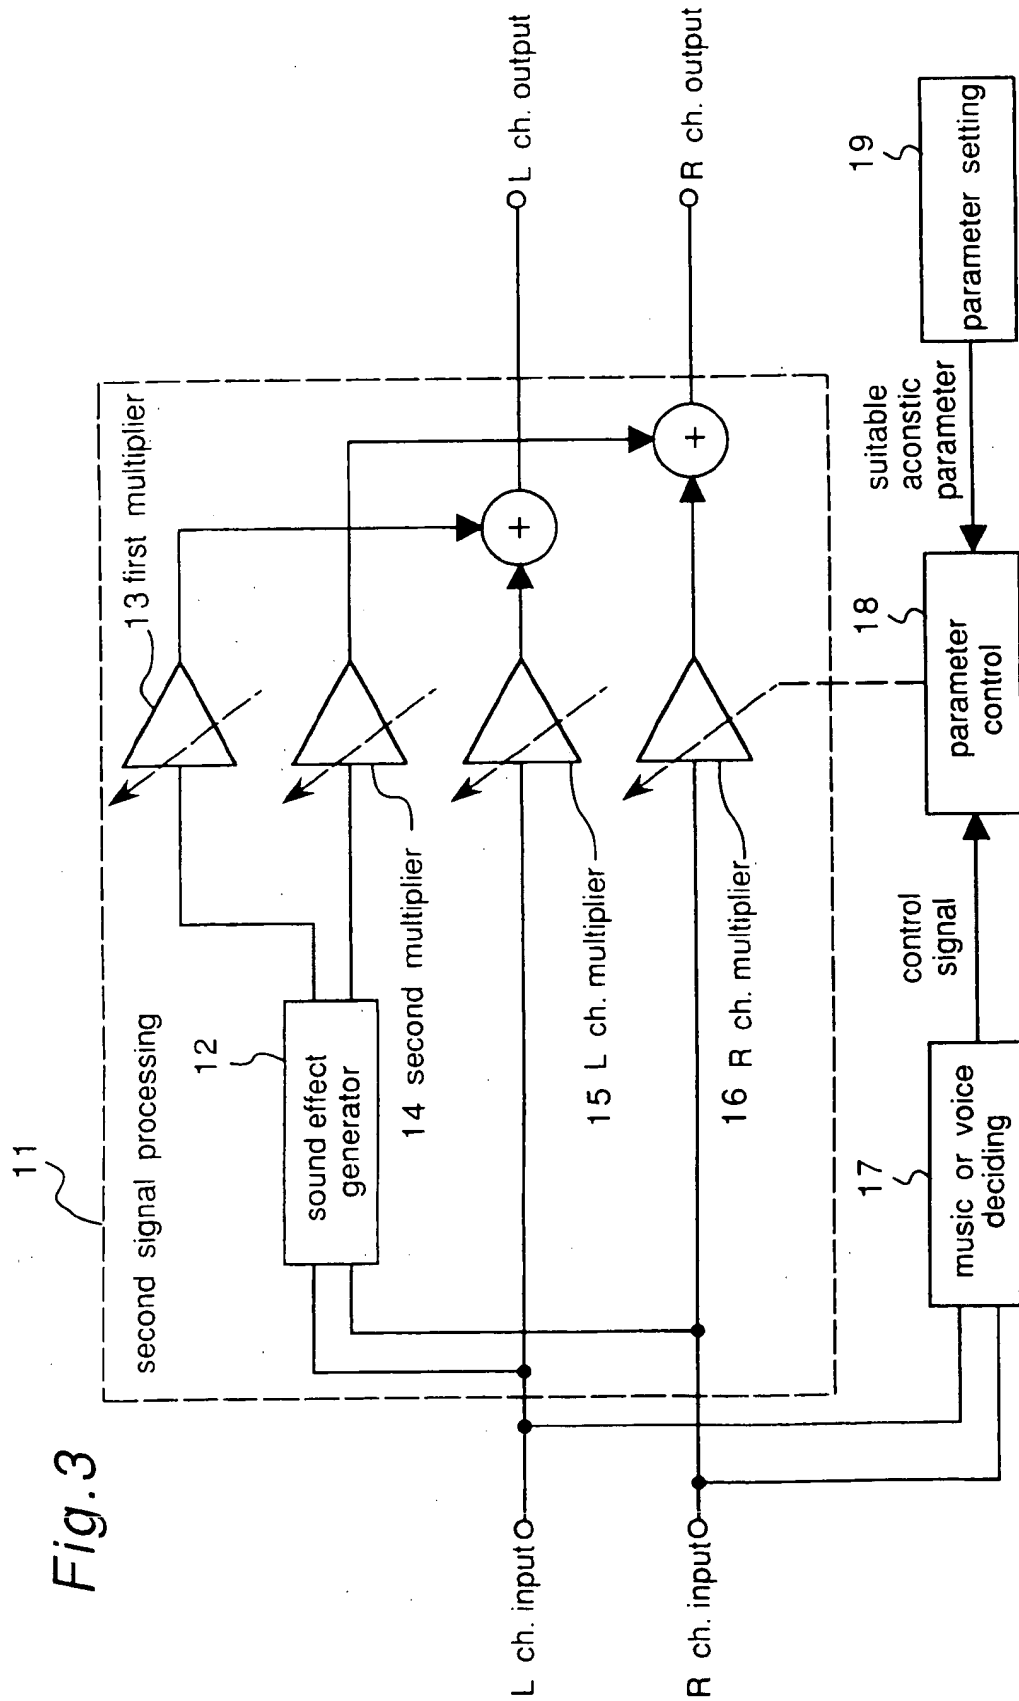 Fig.3
11
second signal processing
12
sound effect
generator
13 first multiplier
14 second multiplier
15 L ch. multiplier
16 R ch. multiplier
+
+
L ch. input
R ch. input
L ch. output
R ch. output
17
music or voice
deciding
control
signal
18
parameter
control
suitable
aconstic
parameter
19
parameter setting